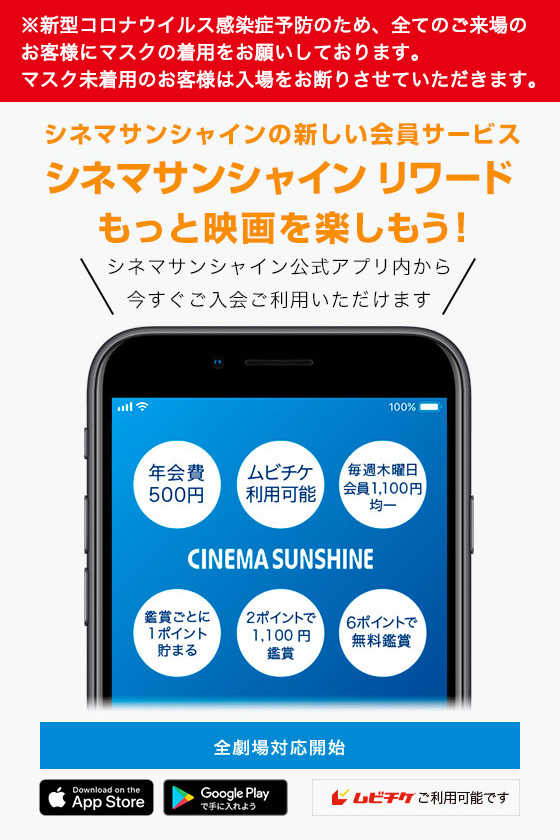 ※新型コロナウイルス感染症予防のため、全てのご来場の
お客様にマスクの着用をお願いしております。
マスク未着用のお客様は入場をお断りさせていただきます。
シネマサンシャインの新しい会員サービス
シネマサンシャイン リワード
もっと映画を楽しもう!
シネマサンシャイン公式アプリ内から
今すぐご入会ご利用いただけます
100%
年会費
500円
ムビチケ
利用可能
毎週木曜日
会員1,100円
均一
CINEMA SUNSHINE
鑑賞ごとに
1ポイント
貯まる
2ポイントで
1,100円
鑑賞
6ポイントで
無料鑑賞
全劇場対応開始
Download on the
App Store
Google Play
で手に入れよう
ムビチケ ご利用可能です